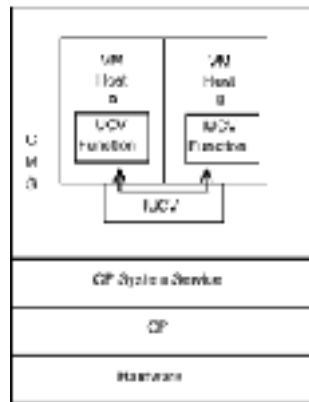 VM
Host
VM
Host
B
IUCV
Function
IUCV
Function
C
M
S
IUCV
CP System Service
CP
Hardware